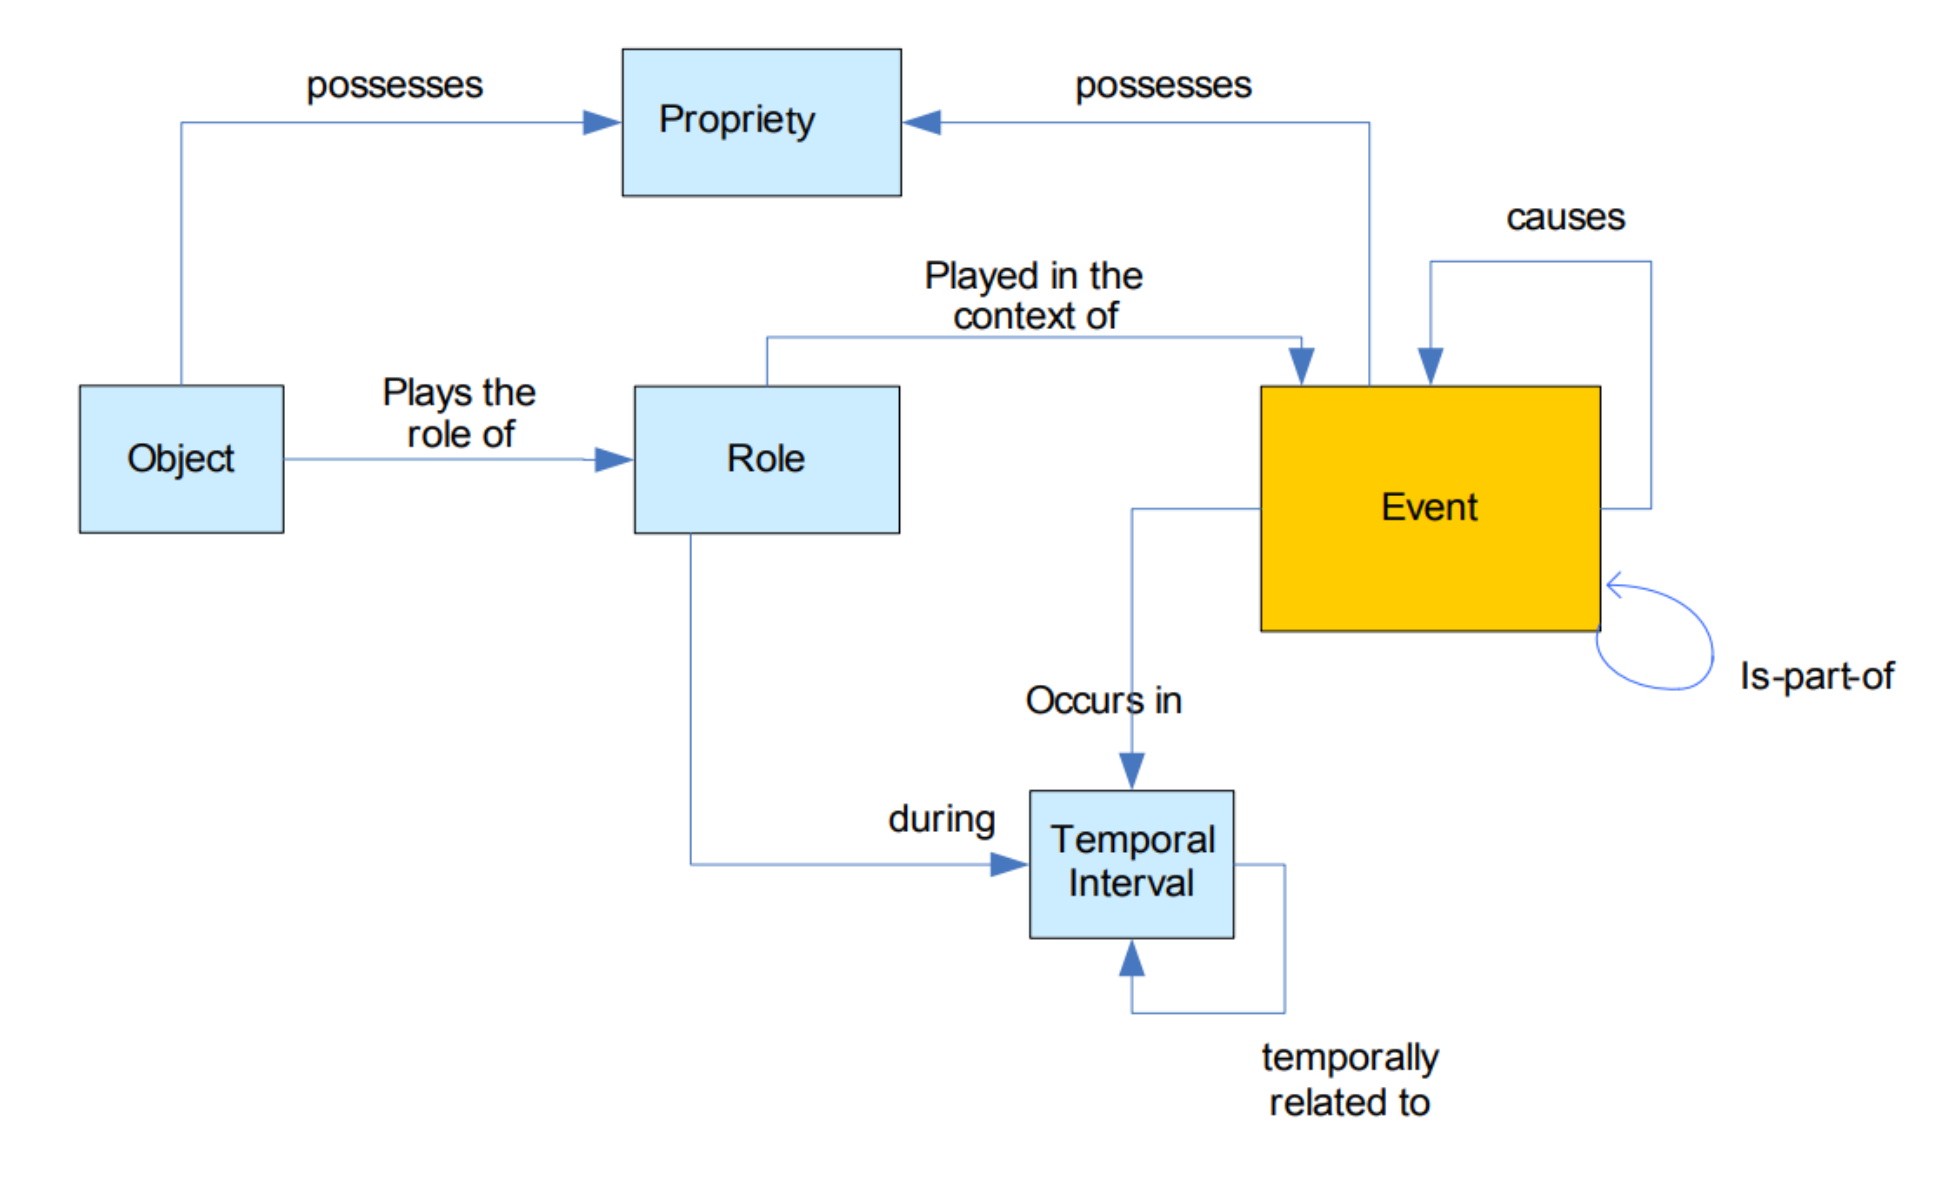 possesses
Propriety
possesses
causes
Played in the
context of
Plays the
role of
Object
Role
Event
Is-part-of
Occurs in
during
Temporal
Interval
temporally
related to